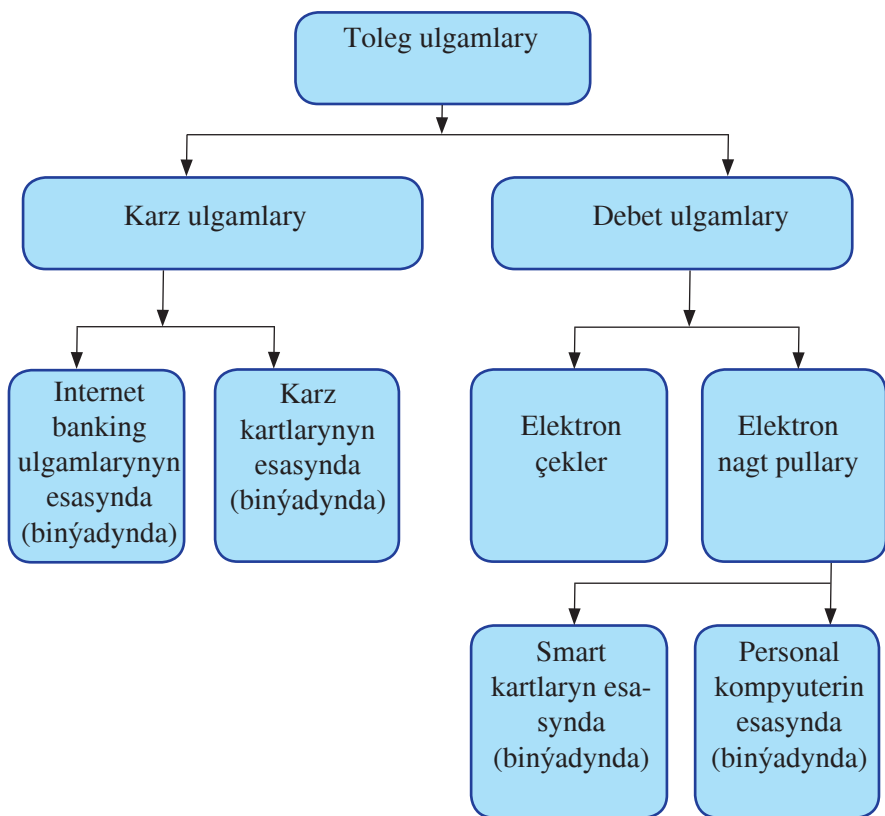 Toleg ulgamlary
Karz ulgamlary
Debet ulgamlary
Internet
banking
ulgamlarynyn
esasynda
(binýadynda)
Karz
kartlarynyn
esasynda
(binýadynda)
Elektron
çekler
Elektron
nagt pullary
Smart
kartlaryn esa-
synda
(binýadynda)
Personal
kompyuterin
esasynda
(binýadynda)